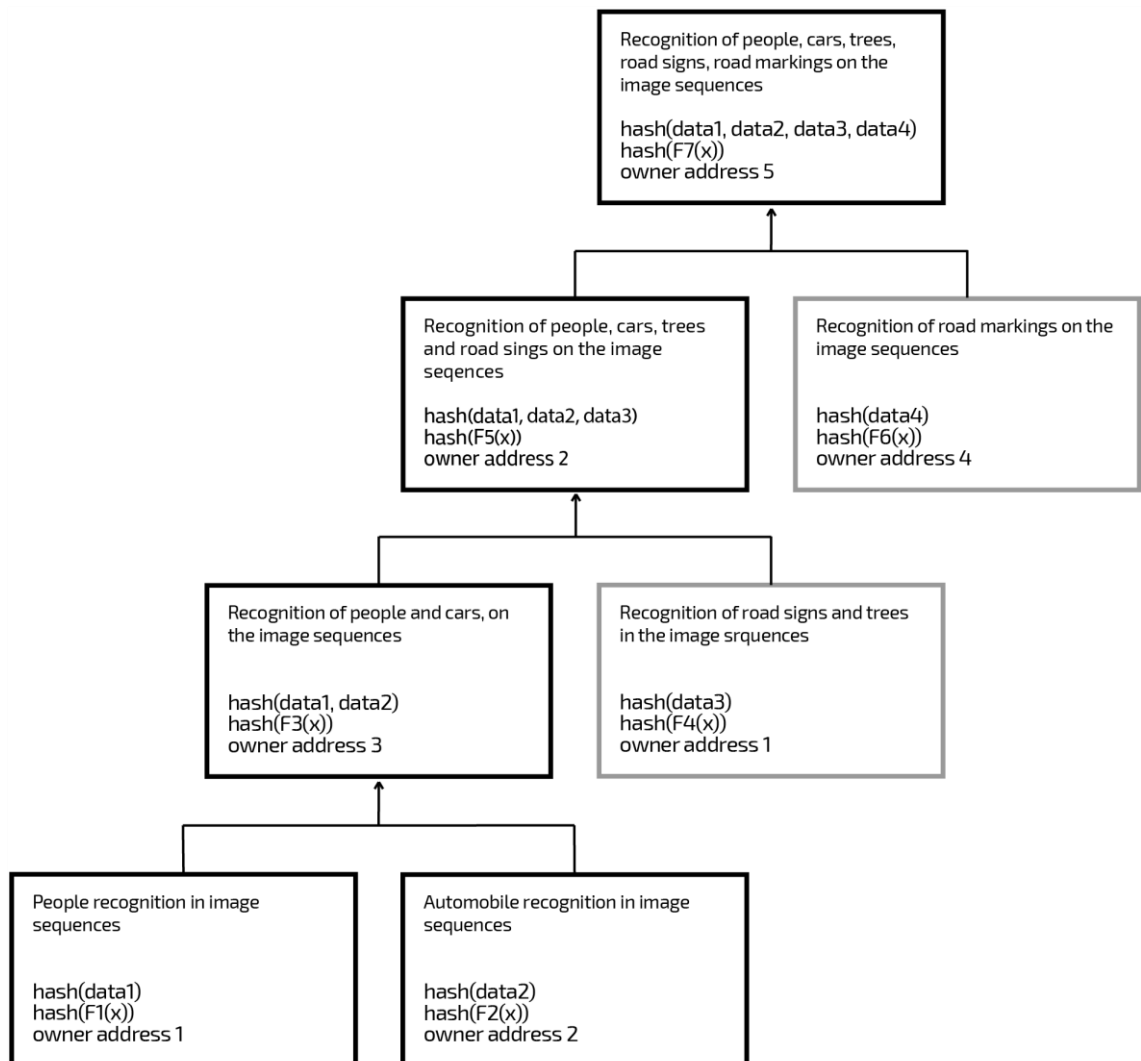 Recognition of people, cars, trees,
road signs, road markings on the
image sequences
hash(data1, data2, data3, data4)
hash(F7(x))
owner address 5
Recognition of people, cars, trees
and road sings on the image
seqences
hash(data1, data2, data3)
hash(F5(x))
owner address 2
Recognition of road markings on the
image sequences
hash(data4)
hash(F6(x))
owner address 4
Recognition of people and cars, on
the image sequences
hash(data1, data2)
hash(F3(x))
owner address 3
Recognition of road signs and trees
in the image srquences
hash(data3)
hash(F4(x))
owner address 1
People recognition in image
sequences
hash(data1)
hash(F1(x))
owner address 1
Automobile recognition in image
sequences
hash(data2)
hash(F2(x))
owner address 2